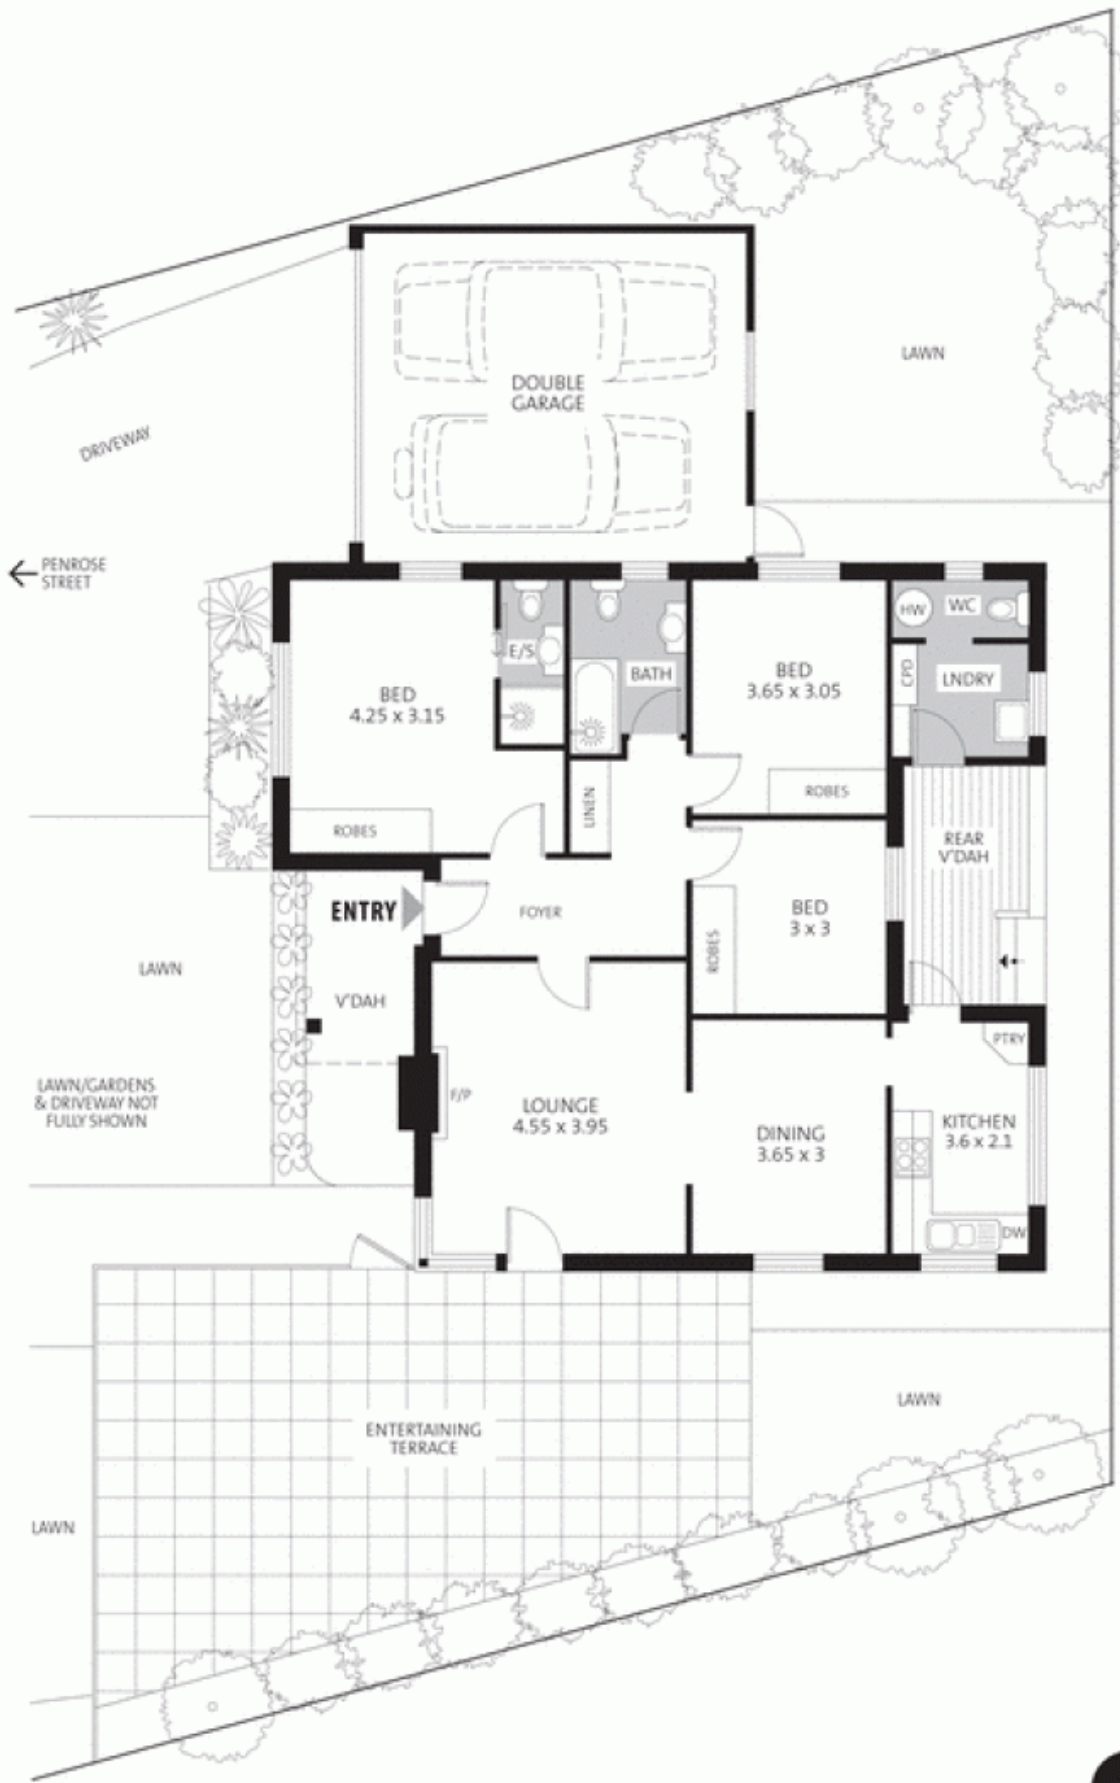 DOUBLE
GARAGE
LAWN
DRIVEWAY
PENROSE
STREET
HW
WC
E/S
BATH
BED
3.65 x 3.05
CPD
LNDRY
BED
4.25 x 3.15
LINEN
ROBES
ROBES
REAR
V'DAH
ENTRY
FOYER
BED
3 x 3
ROBES
LAWN
V'DAH
PTRY
LAWN/GARDENS
& DRIVEWAY NOT
FULLY SHOWN
F/P
LOUNGE
4.55 x 3.95
DINING
3.65 x 3
KITCHEN
3.6 x 2.1
DW
LAWN
ENTERTAINING
TERRACE
LAWN